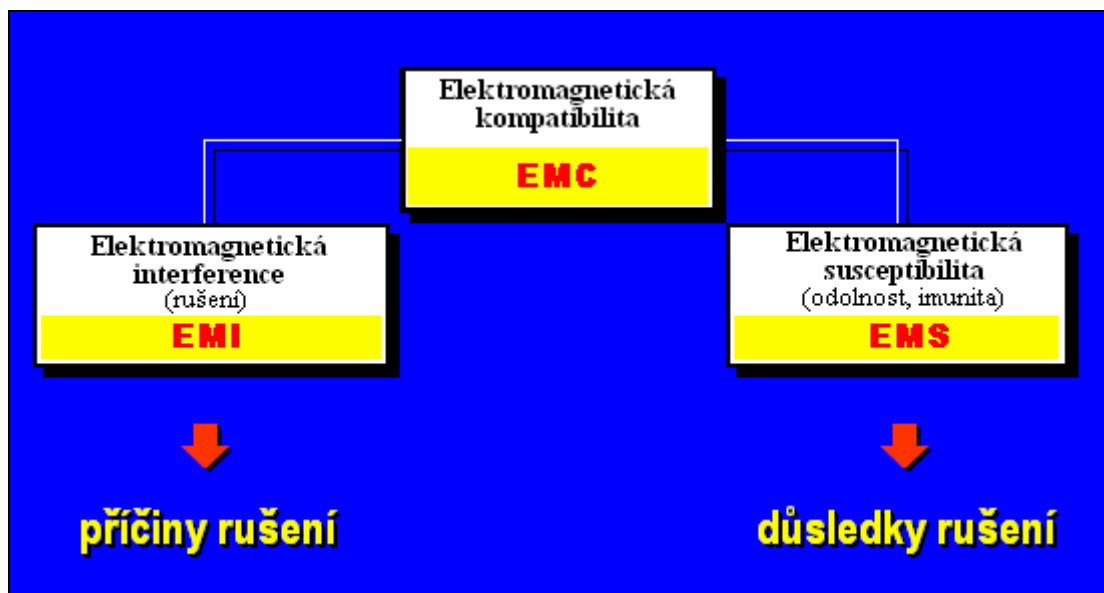 Elektromagnetická
kompatibilita
EMC
Elektromagnetická
interference
(rušení)
EMI
Elektromagnetická
susceptibilita
(odolnost, imunita)
EMS
příčiny rušení
důsledky rušení